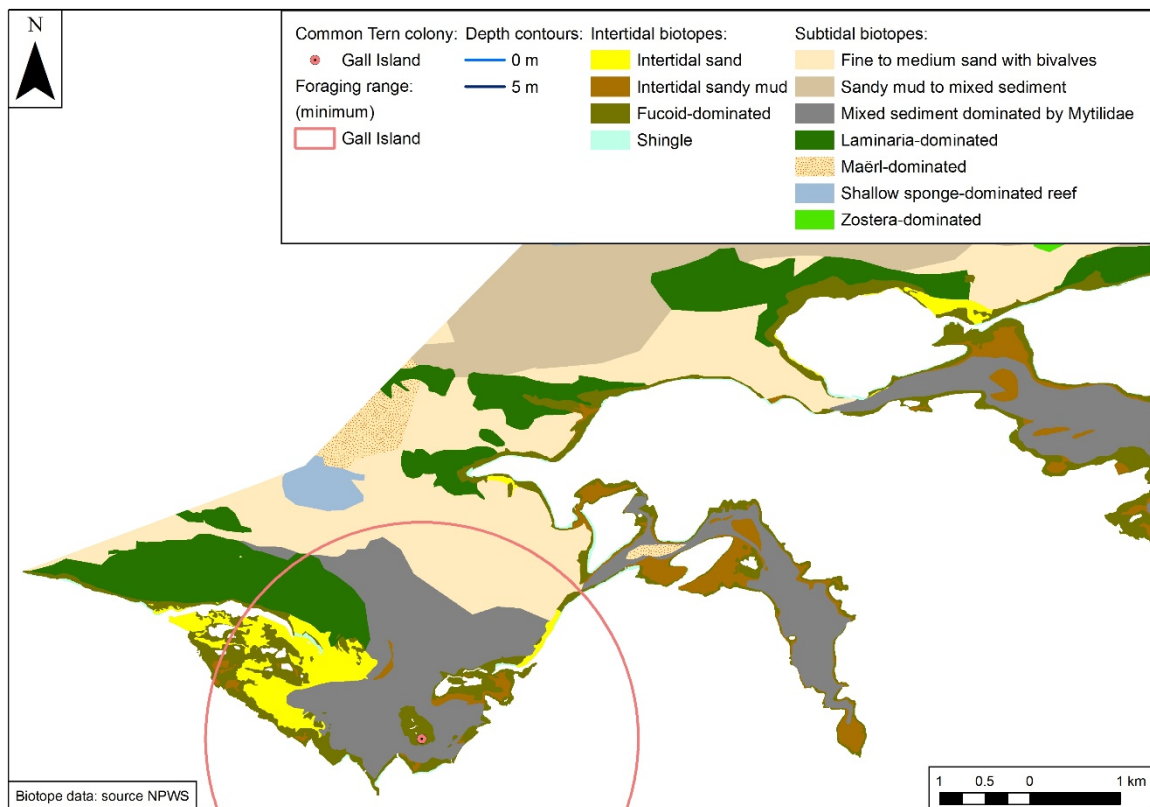 N
Common Tern colony:
Gall Island
Foraging range:
(minimum)
Gall Island
Depth contours:
0 m
5 m
Intertidal biotopes:
Intertidal sand
Intertidal sandy mud
Fucoid-dominated
Shingle
Subtidal biotopes:
Fine to medium sand with bivalves
Sandy mud to mixed sediment
Mixed sediment dominated by Mytilidae
Laminaria-dominated
Maërl-dominated
Shallow sponge-dominated reef
Zostera-dominated
Biotope data: source NPWS
1 0.5 0 1 km